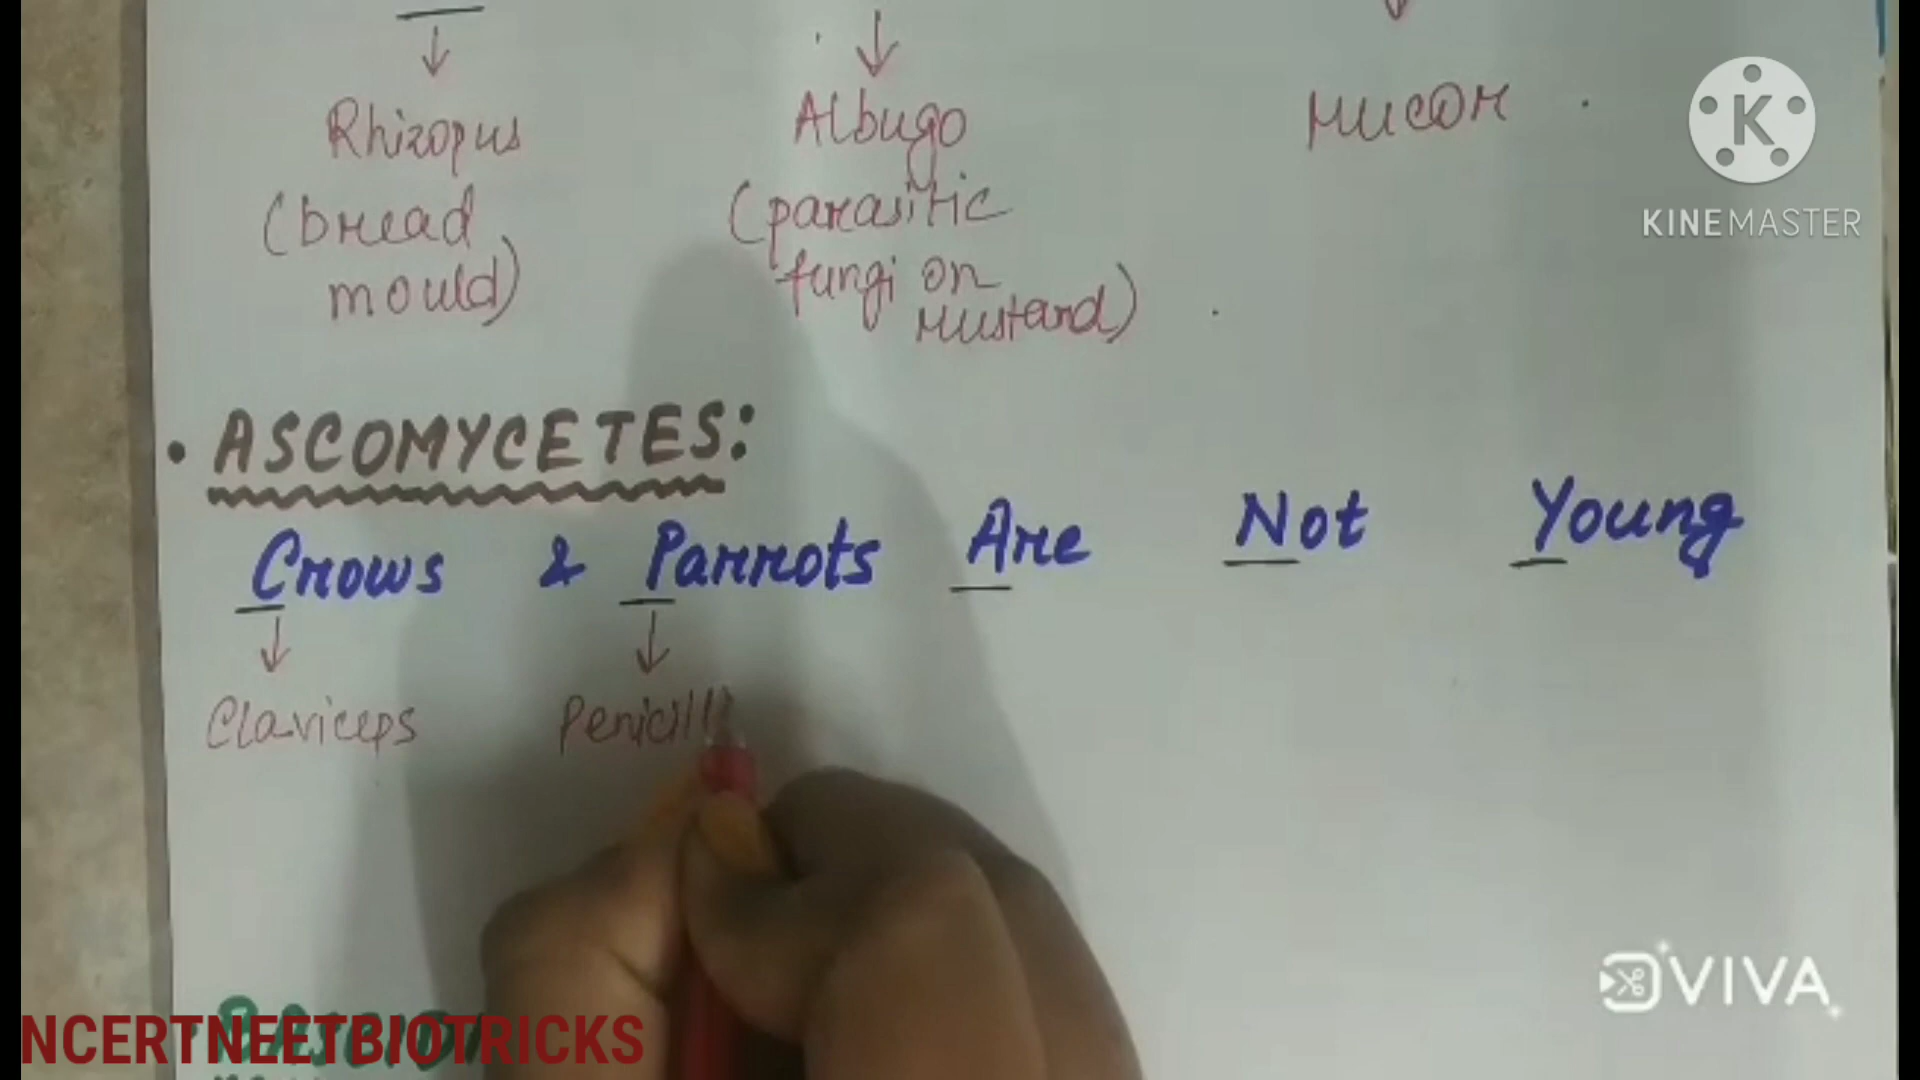 Rhizopus Albugo Mucor
(bread (parasitic
mould) fungi on
Mustard)
K
KINEMASTER
• ASCOMYCETES:
Crows & Parrots Are Not Young
Claviceps Penicilli
VIVA
NCERTNEETBIOTRICKS